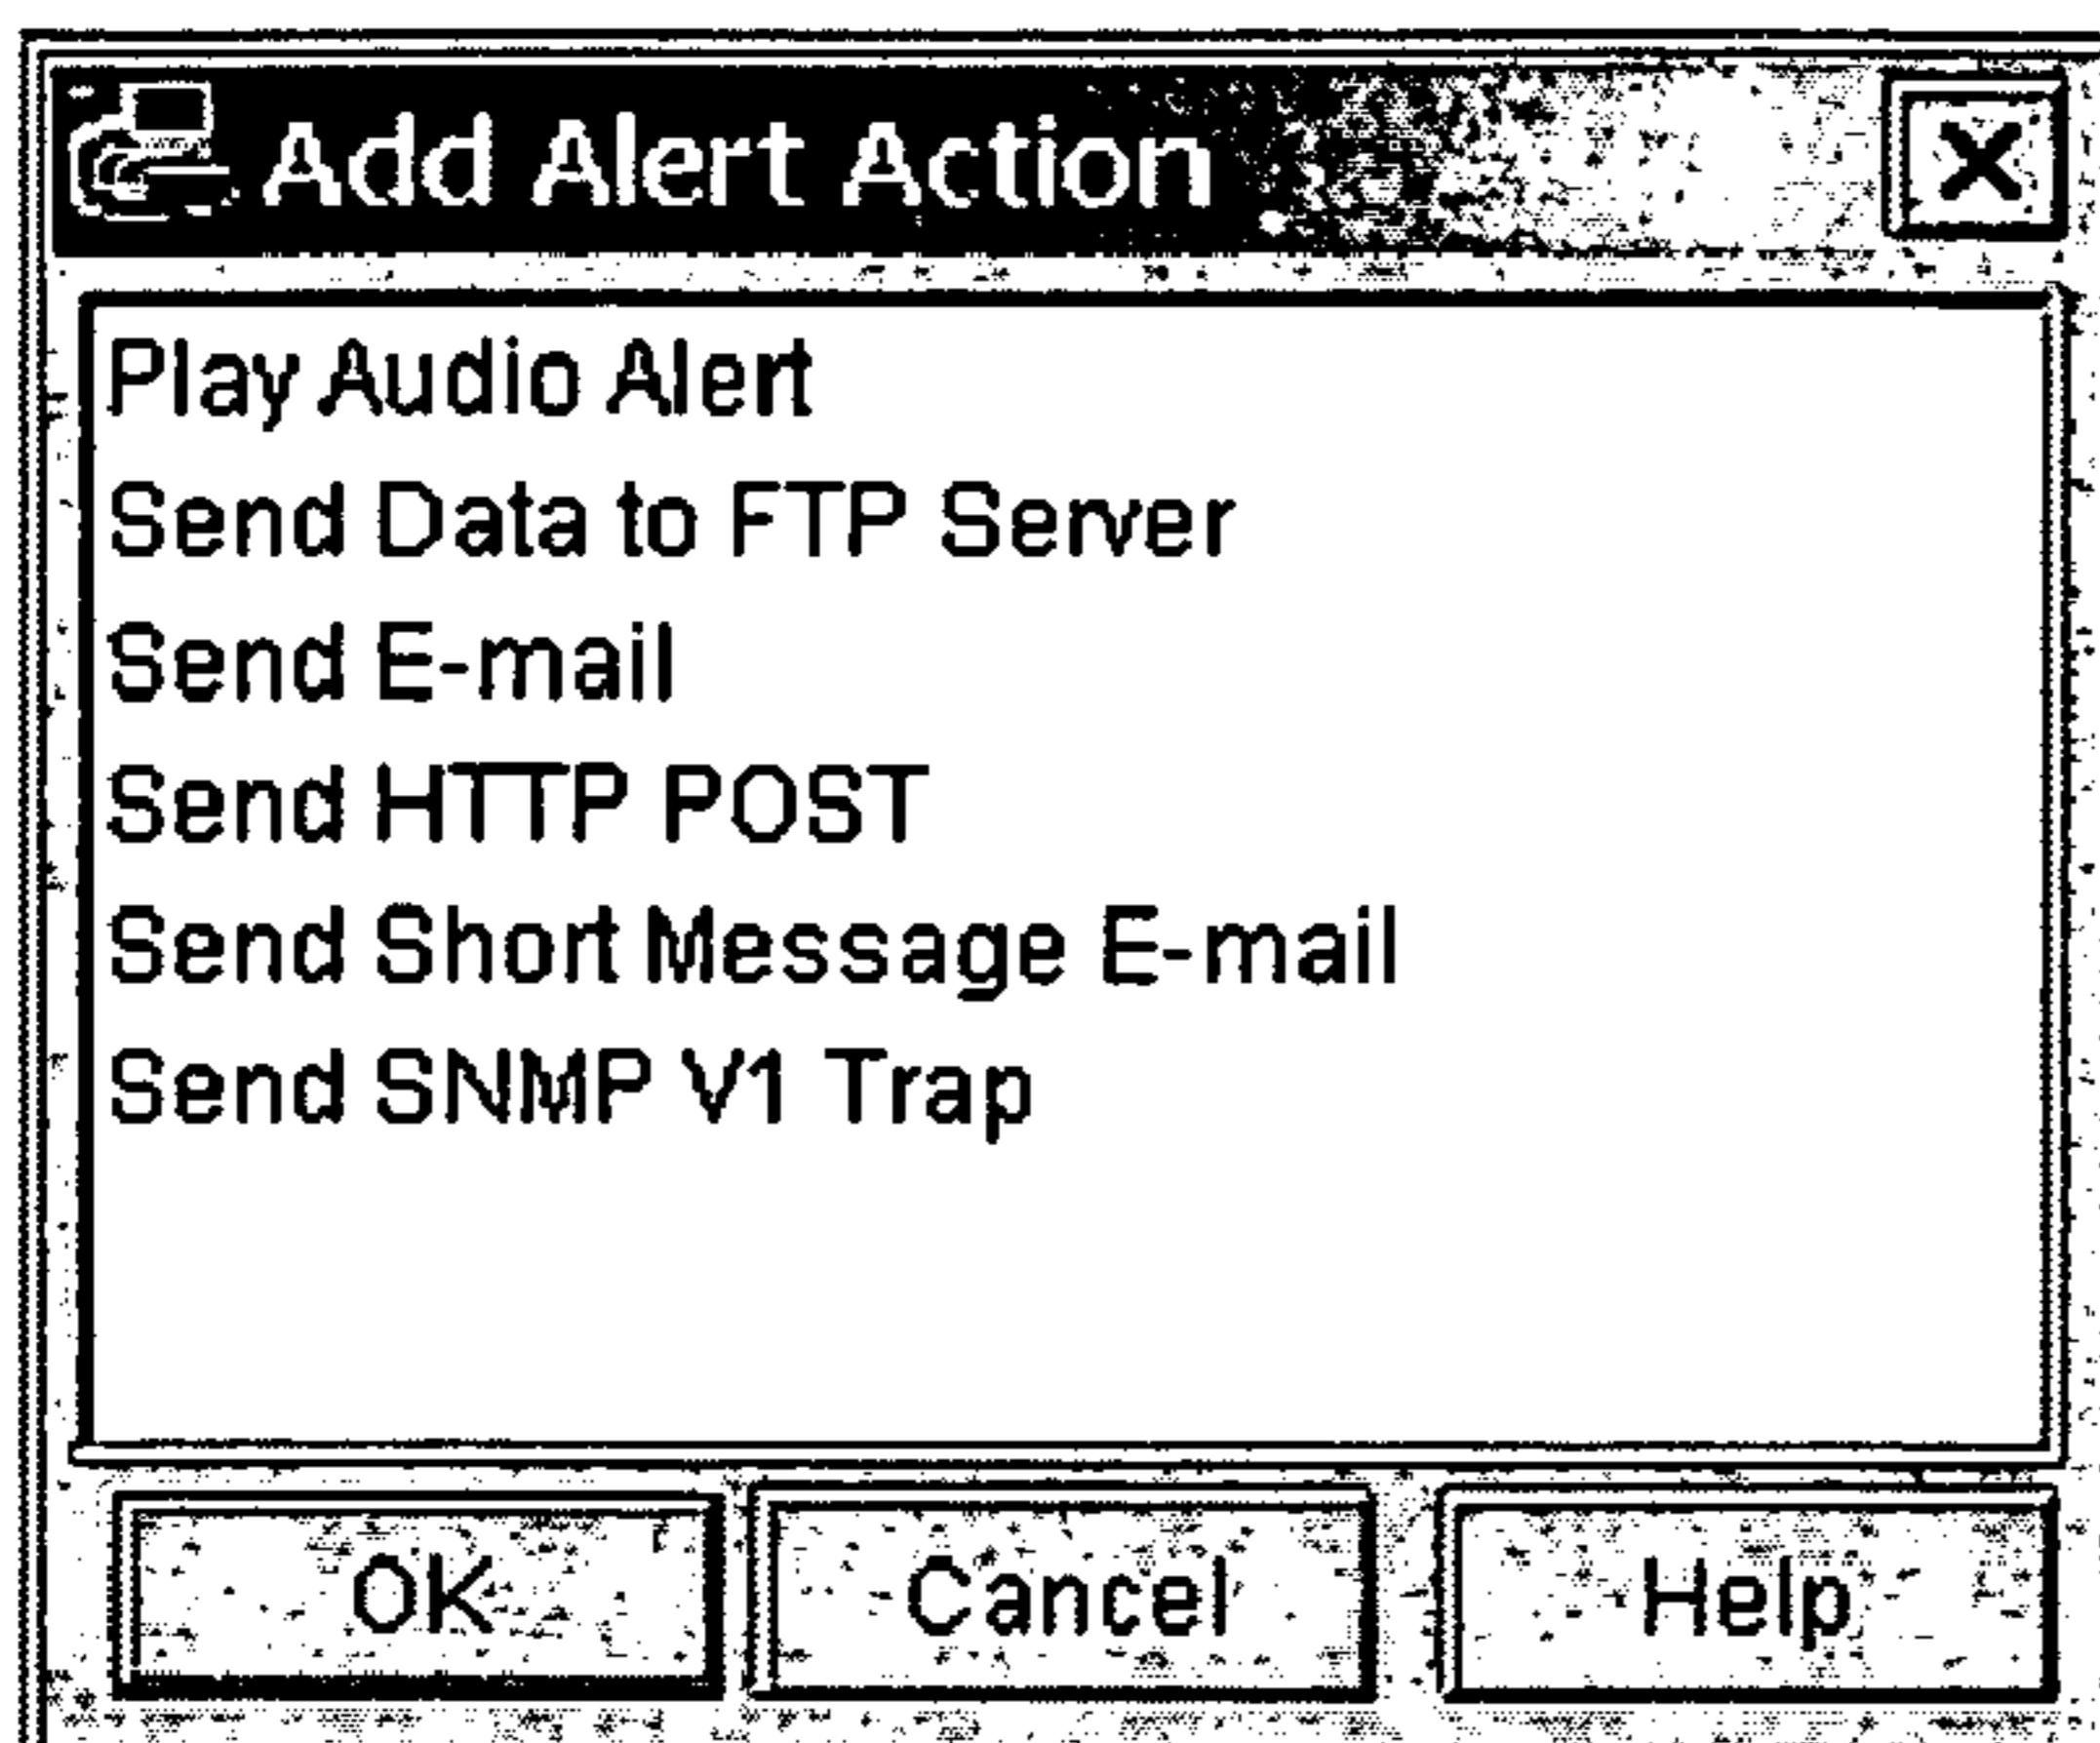 Add Alert Action
Play Audio Alert
Send Data to FTP Server
Send E-mail
Send HTTP POST
Send Short Message E-mail
Send SNMP V1 Trap
OK Cancel Help